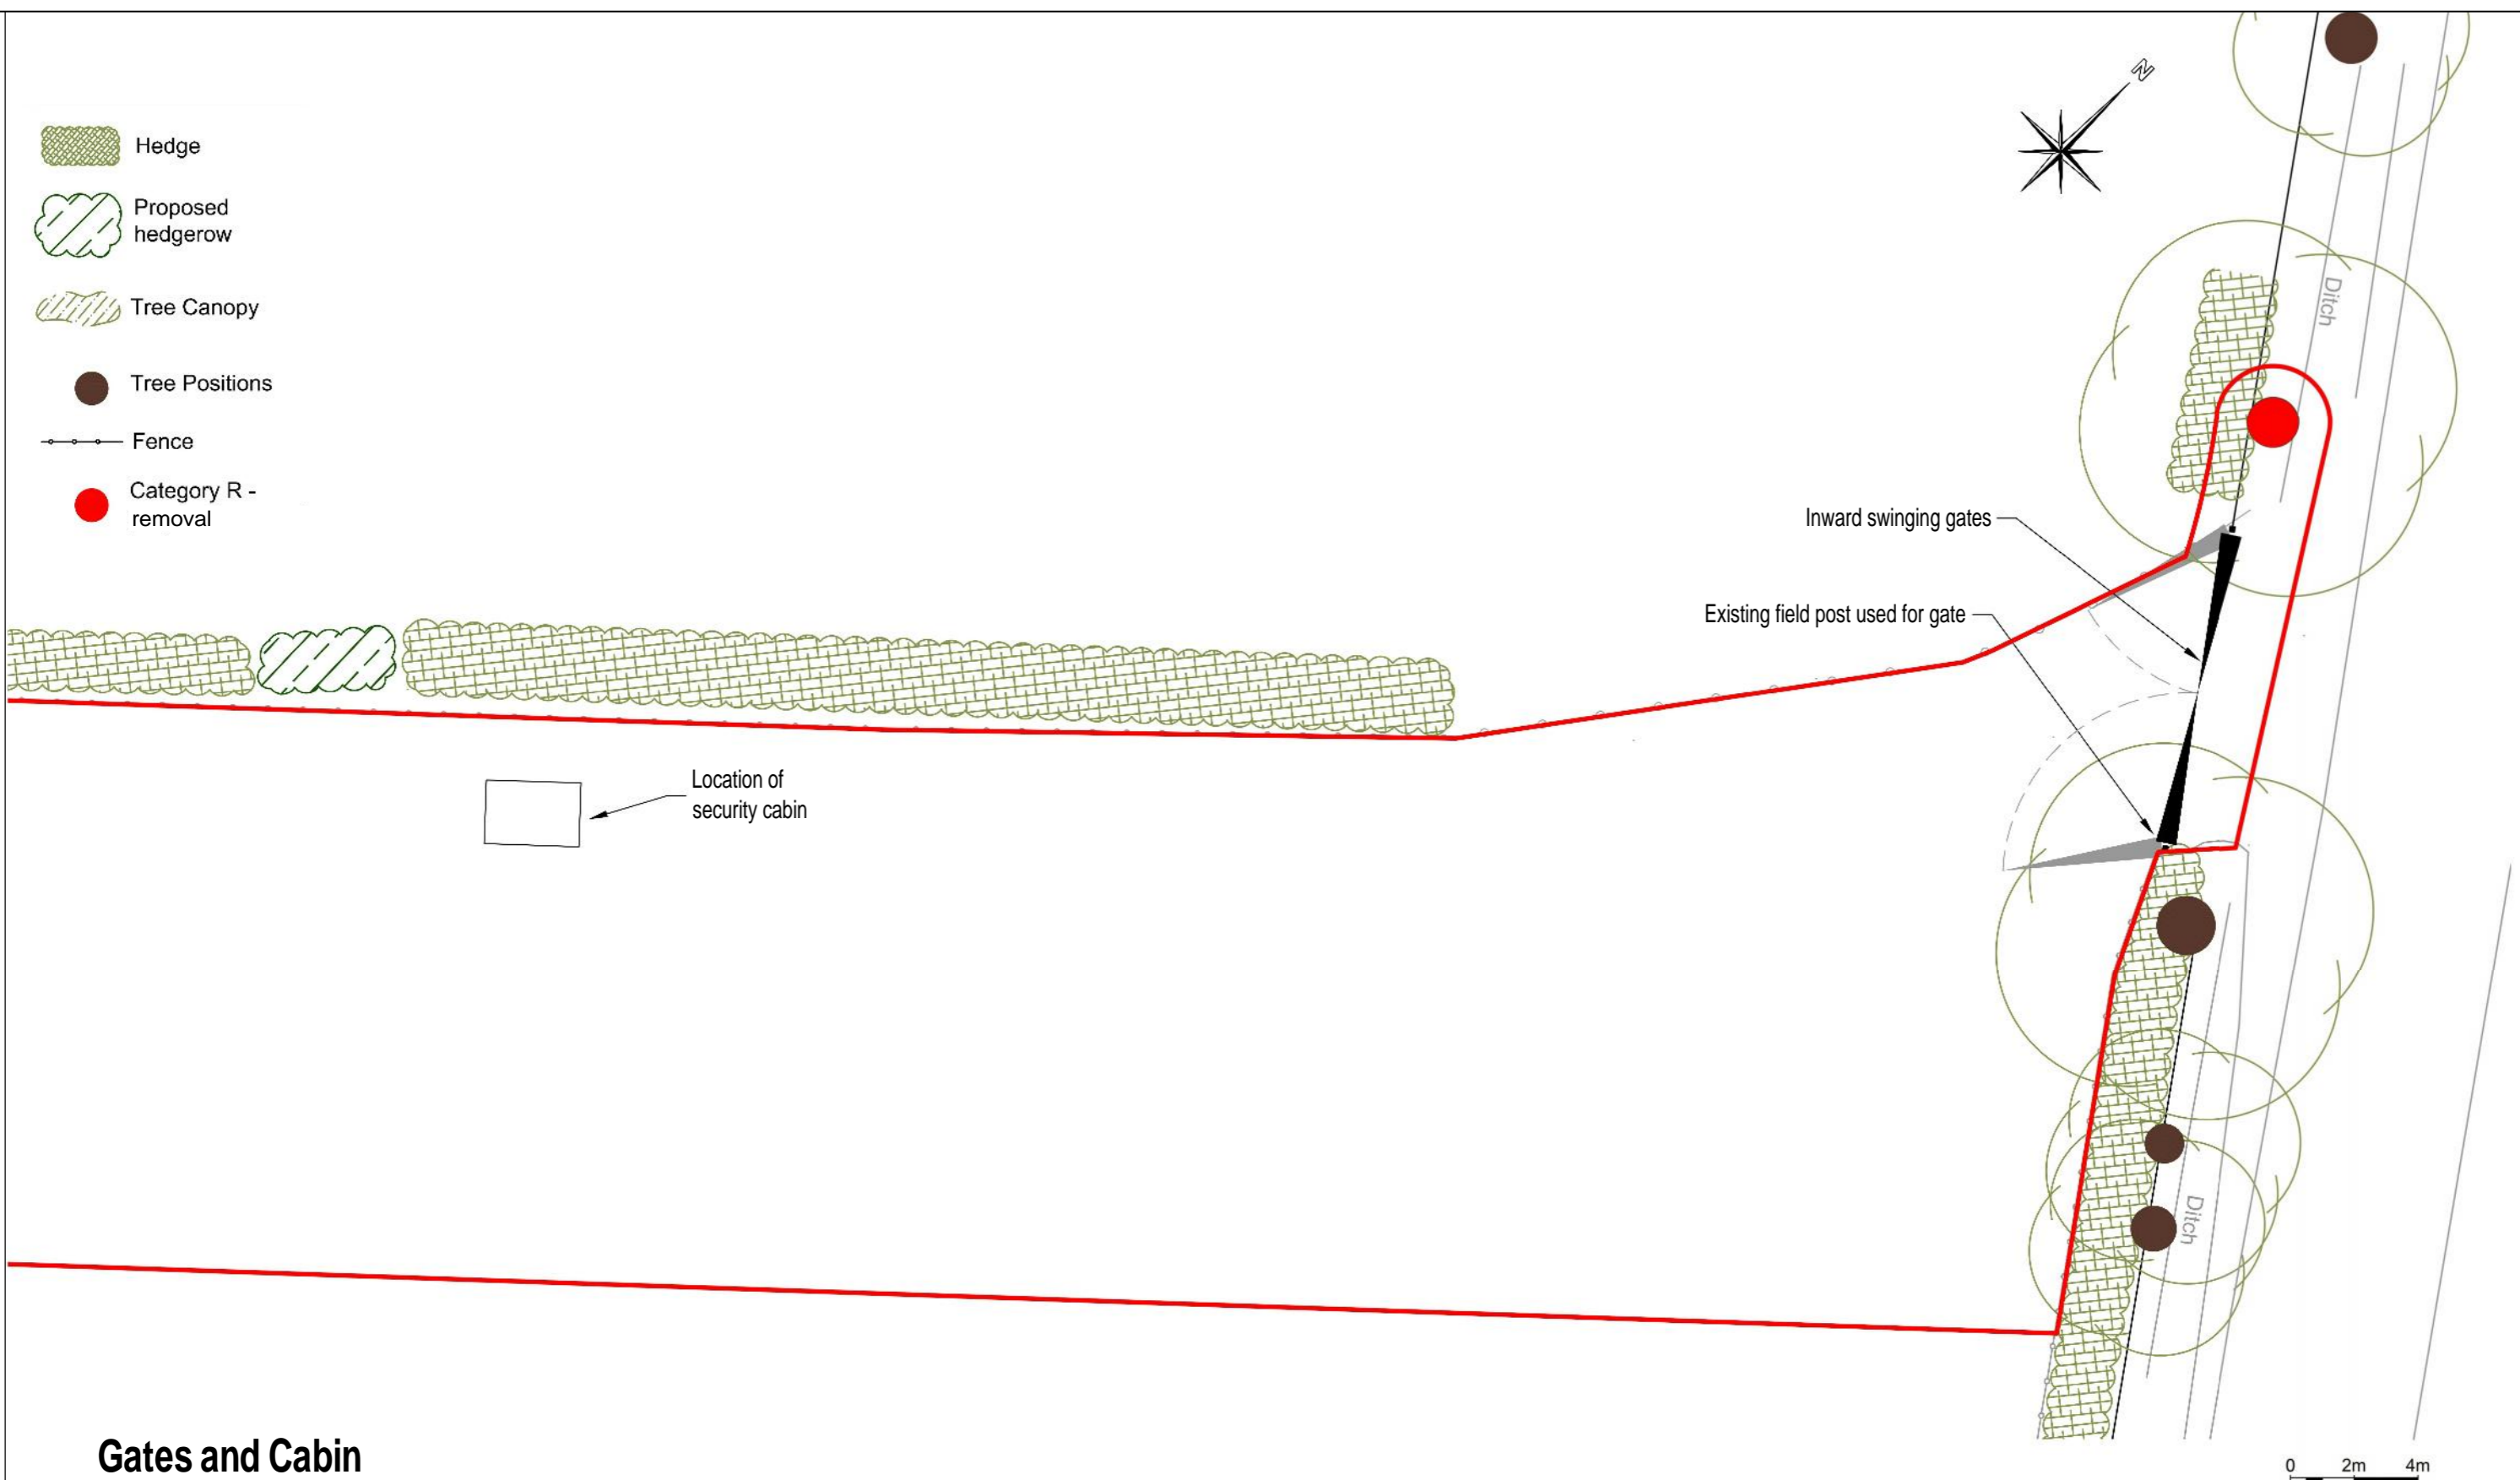 N
Hedge
Proposed
hedgerow
Tree Canopy
Tree Positions
Fence
Category R -
removal
Ditch
Inward swinging gates
Existing field post used for gate
Location of
security cabin
Ditch
Gates and Cabin
0 2m 4m